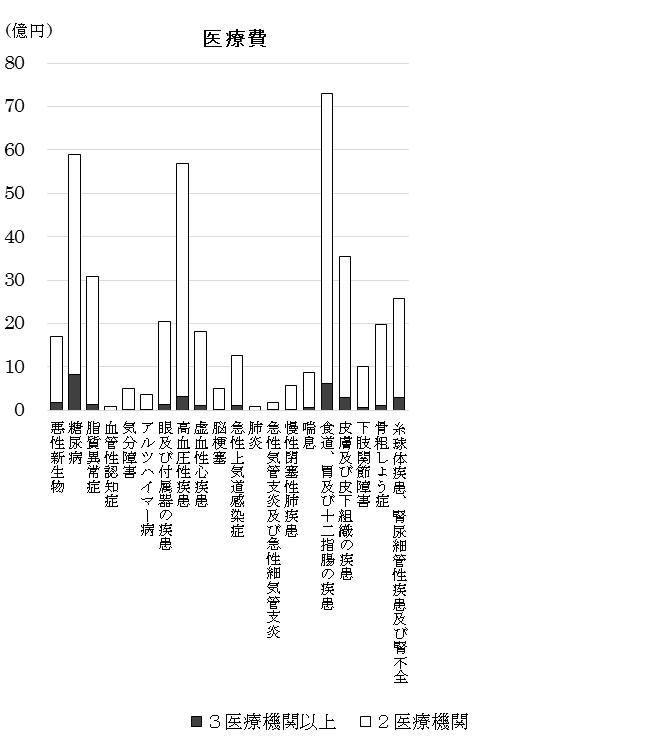 (億円)
医療費
80
70
60
50
40
30
20
10
0
悪性新生物
糖尿病
脂質異常症
血管性認知症
気分障害
アルツハイマー病
眼及び付属器の疾患
高血圧性疾患
虚血性心疾患
脳梗塞
急性上気道感染症
肺炎
急性気管支炎及び急性細気管支炎
慢性閉塞性肺疾患
喘息
食道、胃及び十二指腸の疾患
皮膚及び皮下組織の疾患
下肢関節障害
骨粗しょう症
糸球体疾患、腎尿細管性疾患及び腎不全
３医療機関以上
２医療機関